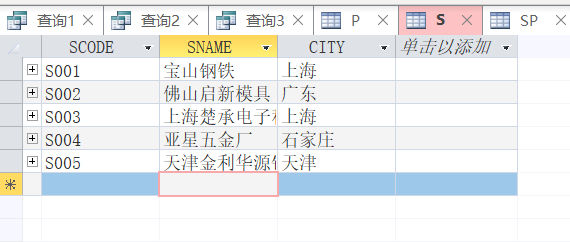 查询1 查询2 查询3 P S SP
SCODE SNAME CITY 单击以添加
S001 宝山钢铁 上海
S002 佛山启新模具 广东
S003 上海楚承电子 上海
S004 亚星五金厂 石家庄
S005 天津金利华源 天津